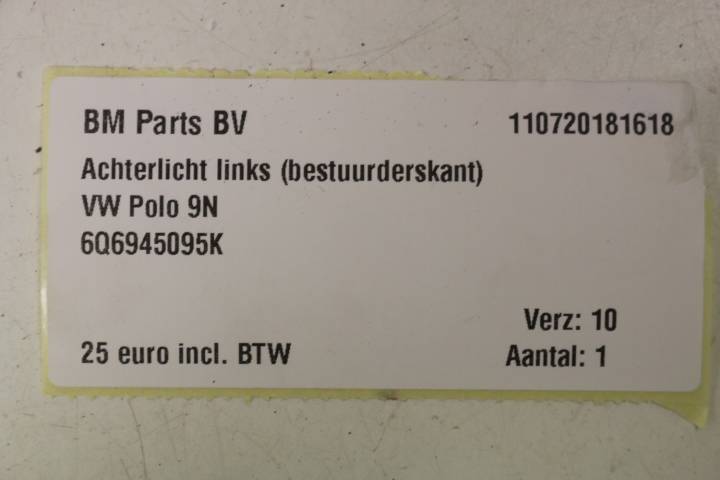 BM Parts BV 110720181618
Achterlicht links (bestuurderskant)
VW Polo 9N
6Q6945095K
Verz: 10
25 euro incl. BTW Aantal: 1